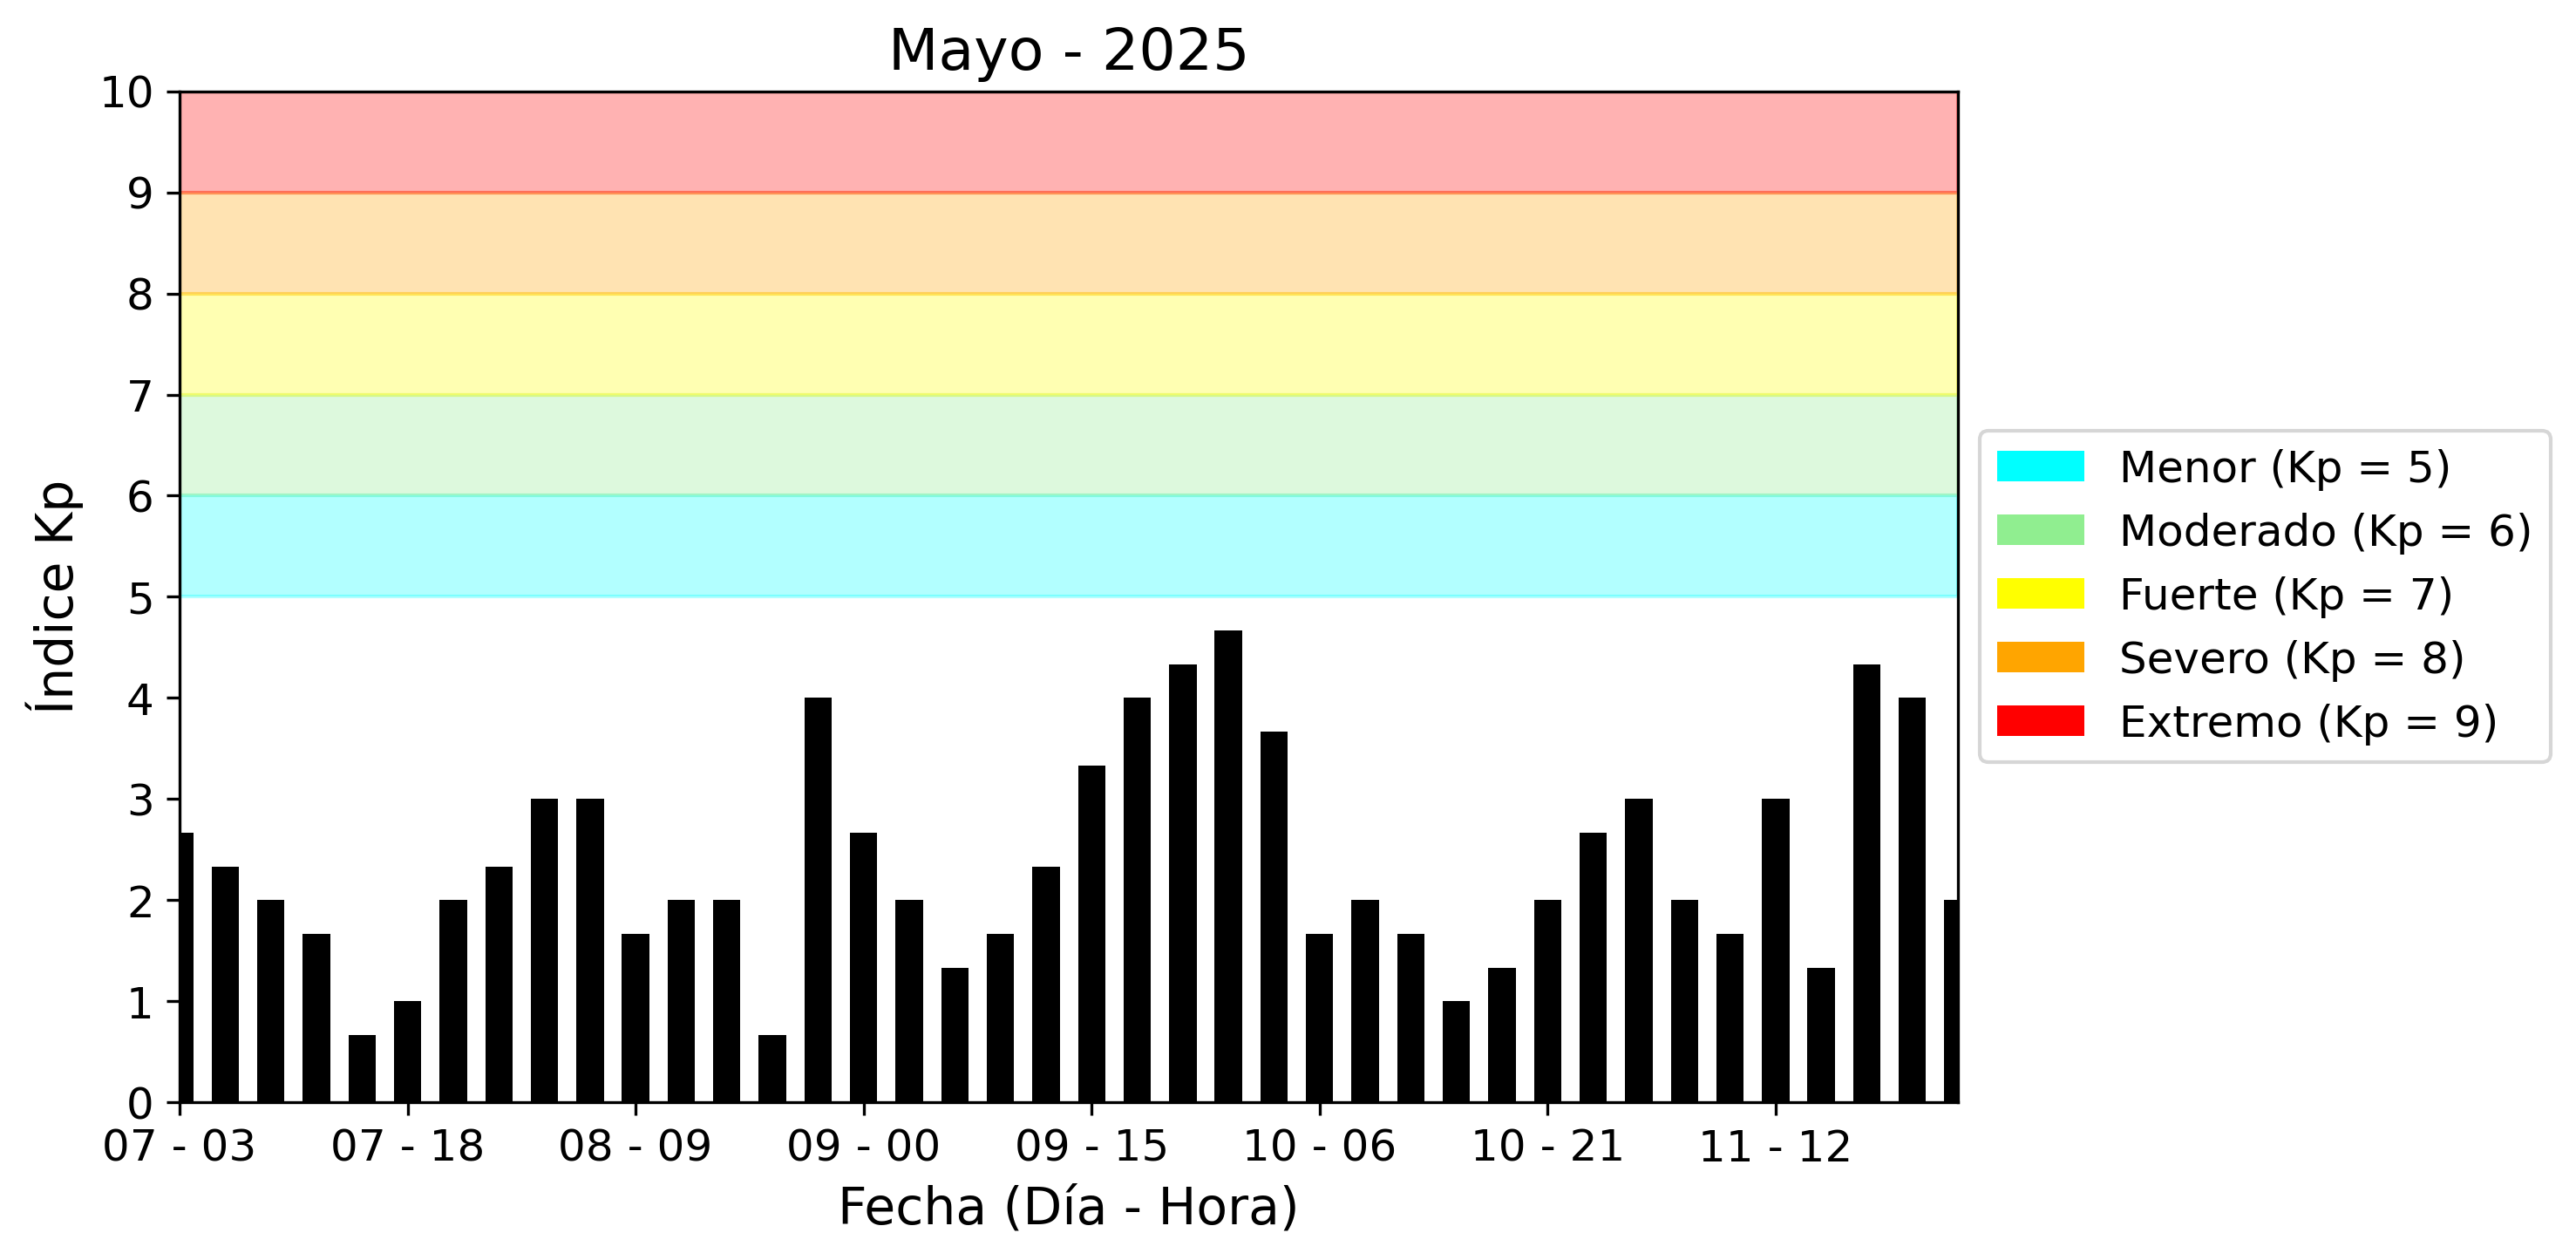 Mayo - 2025
10
9
8
7
6
5
4
3
2
1
0
Índice Kp
07 - 03 07 - 18 08 - 09 09 - 00 09 - 15 10 - 06 10 - 21 11 - 12
Fecha (Día - Hora)
Menor (Kp = 5)
Moderado (Kp = 6)
Fuerte (Kp = 7)
Severo (Kp = 8)
Extremo (Kp = 9)